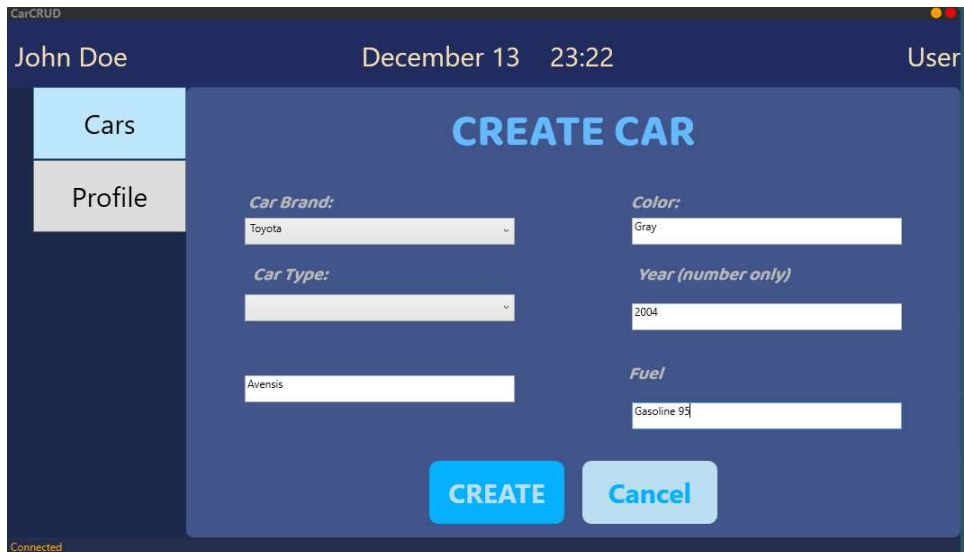 CarCRUD
John Doe
December 13 23:22
User
Cars
Profile
CREATE CAR
Car Brand:
Toyota
Car Type:
Avensis
Color:
Gray
Year (number only)
2004
Fuel
Gasoline 95
CREATE
Cancel
Connected